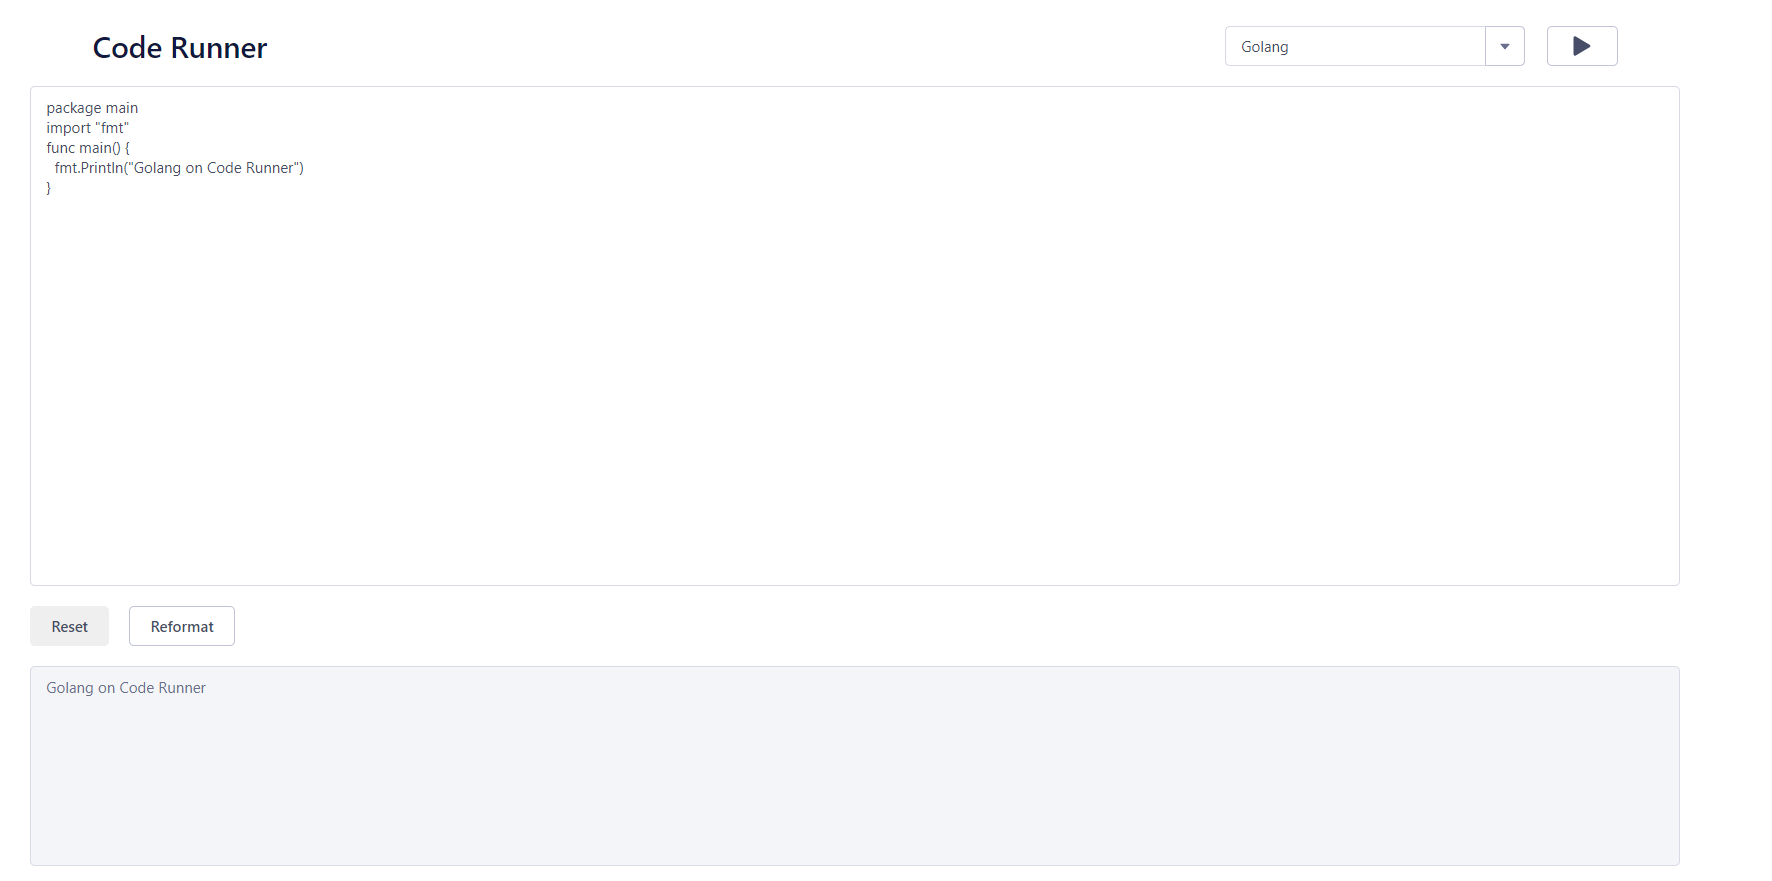 Code Runner
Golang
package main
import "fmt"
func main() {
  fmt.Println("Golang on Code Runner")
}
Reset
Reformat
Golang on Code Runner